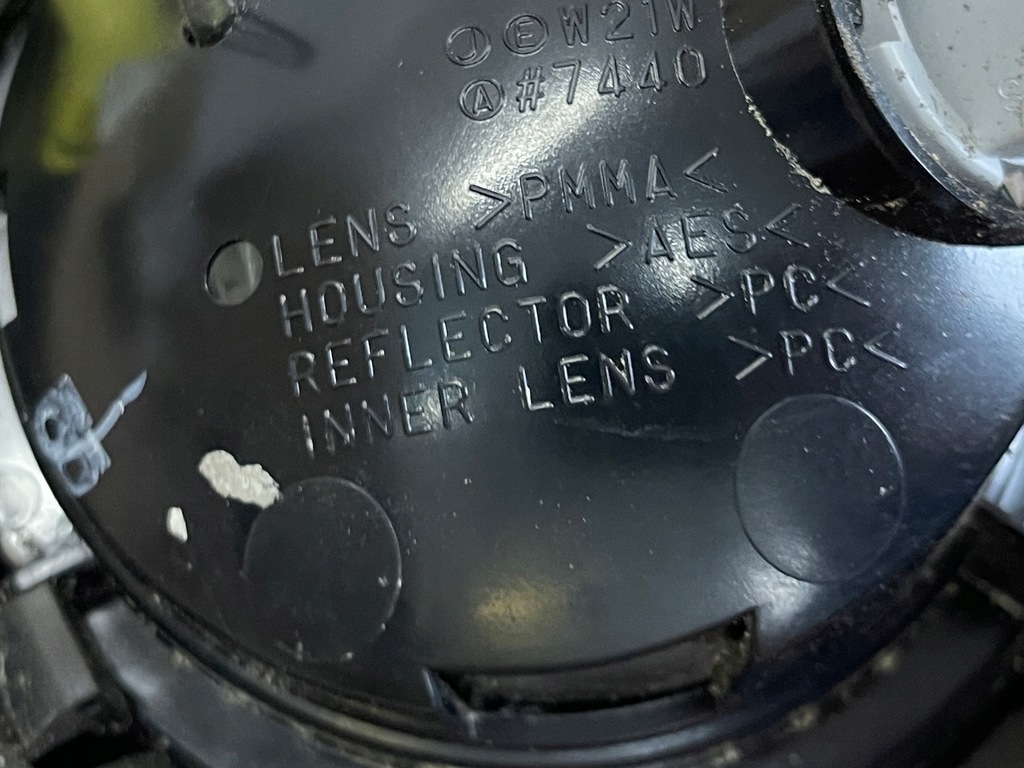 Ⓙ Ⓔ W21W
Ⓐ #7440
LENS >PMMA<
HOUSING >AES<
REFLECTOR >PC<
INNER LENS >PC<